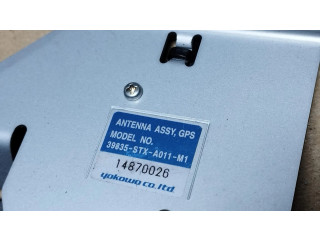 ANTENNA ASSY, GPS
MODEL NO.
39835-STX-A011-M1
14870026
yokowo co.ltd